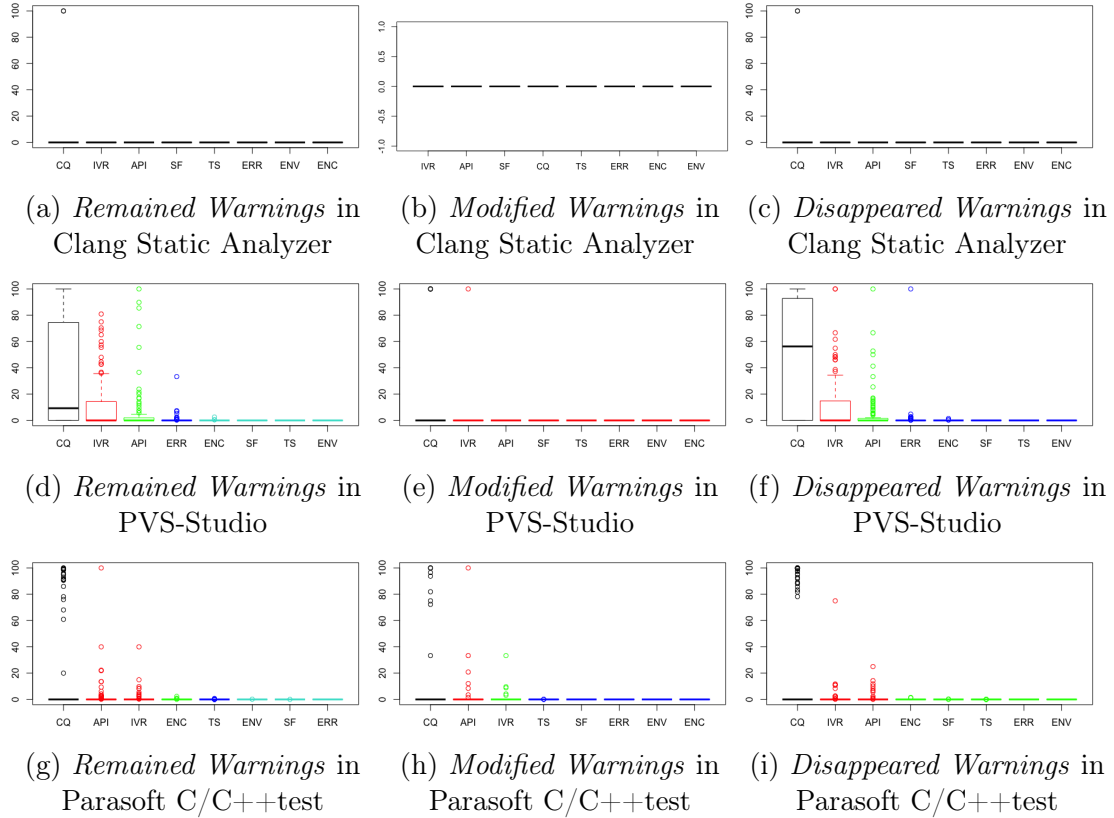 0 20 40 60 80 100
CQ IVR API SF TS ERR ENV ENC
-1.0 -0.5 0.0 0.5 1.0
IVR API SF CQ TS ERR ENC ENV
0 20 40 60 80 100
CQ IVR API SF TS ERR ENV ENC
(a) Remained Warnings in
Clang Static Analyzer
(b) Modified Warnings in
Clang Static Analyzer
(c) Disappeared Warnings in
Clang Static Analyzer
0 20 40 60 80 100
CQ IVR API ERR ENC SF TS ENV
0 20 40 60 80 100
CQ IVR API SF TS ERR ENV ENC
0 20 40 60 80 100
CQ IVR API ERR ENC SF TS ENV
(d) Remained Warnings in
PVS-Studio
(e) Modified Warnings in
PVS-Studio
(f) Disappeared Warnings in
PVS-Studio
0 20 40 60 80 100
CQ API IVR ENC TS ENV SF ERR
0 20 40 60 80 100
CQ API IVR TS SF ERR ENV ENC
0 20 40 60 80 100
CQ IVR API ENC SF TS ERR ENV
(g) Remained Warnings in
Parasoft C/C++test
(h) Modified Warnings in
Parasoft C/C++test
(i) Disappeared Warnings in
Parasoft C/C++test